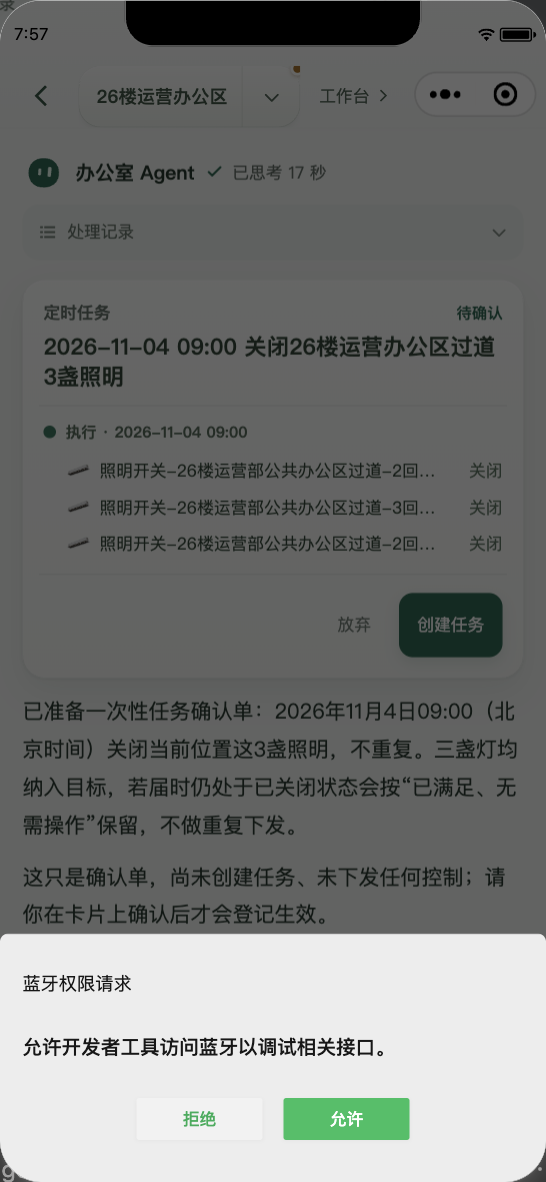 录
7:57
26楼运营办公区
工作台
办公室 Agent
已思考 17 秒
处理记录
定时任务
待确认
2026-11-04 09:00 关闭26楼运营办公区过道
3盏照明
执行 · 2026-11-04 09:00
照明开关-26楼运营部公共办公区过道-2回... 关闭
照明开关-26楼运营部公共办公区过道-3回... 关闭
照明开关-26楼运营部公共办公区过道-2回... 关闭
放弃
创建任务
已准备一次性任务确认单：2026年11月4日09:00（北
京时间）关闭当前位置这3盏照明，不重复。三盏灯均
纳入目标，若届时仍处于已关闭状态会按“已满足、无
需操作”保留，不做重复下发。
这只是确认单，尚未创建任务、未下发任何控制；请
你在卡片上确认后才会登记生效。
蓝牙权限请求
允许开发者工具访问蓝牙以调试相关接口。
拒绝
允许